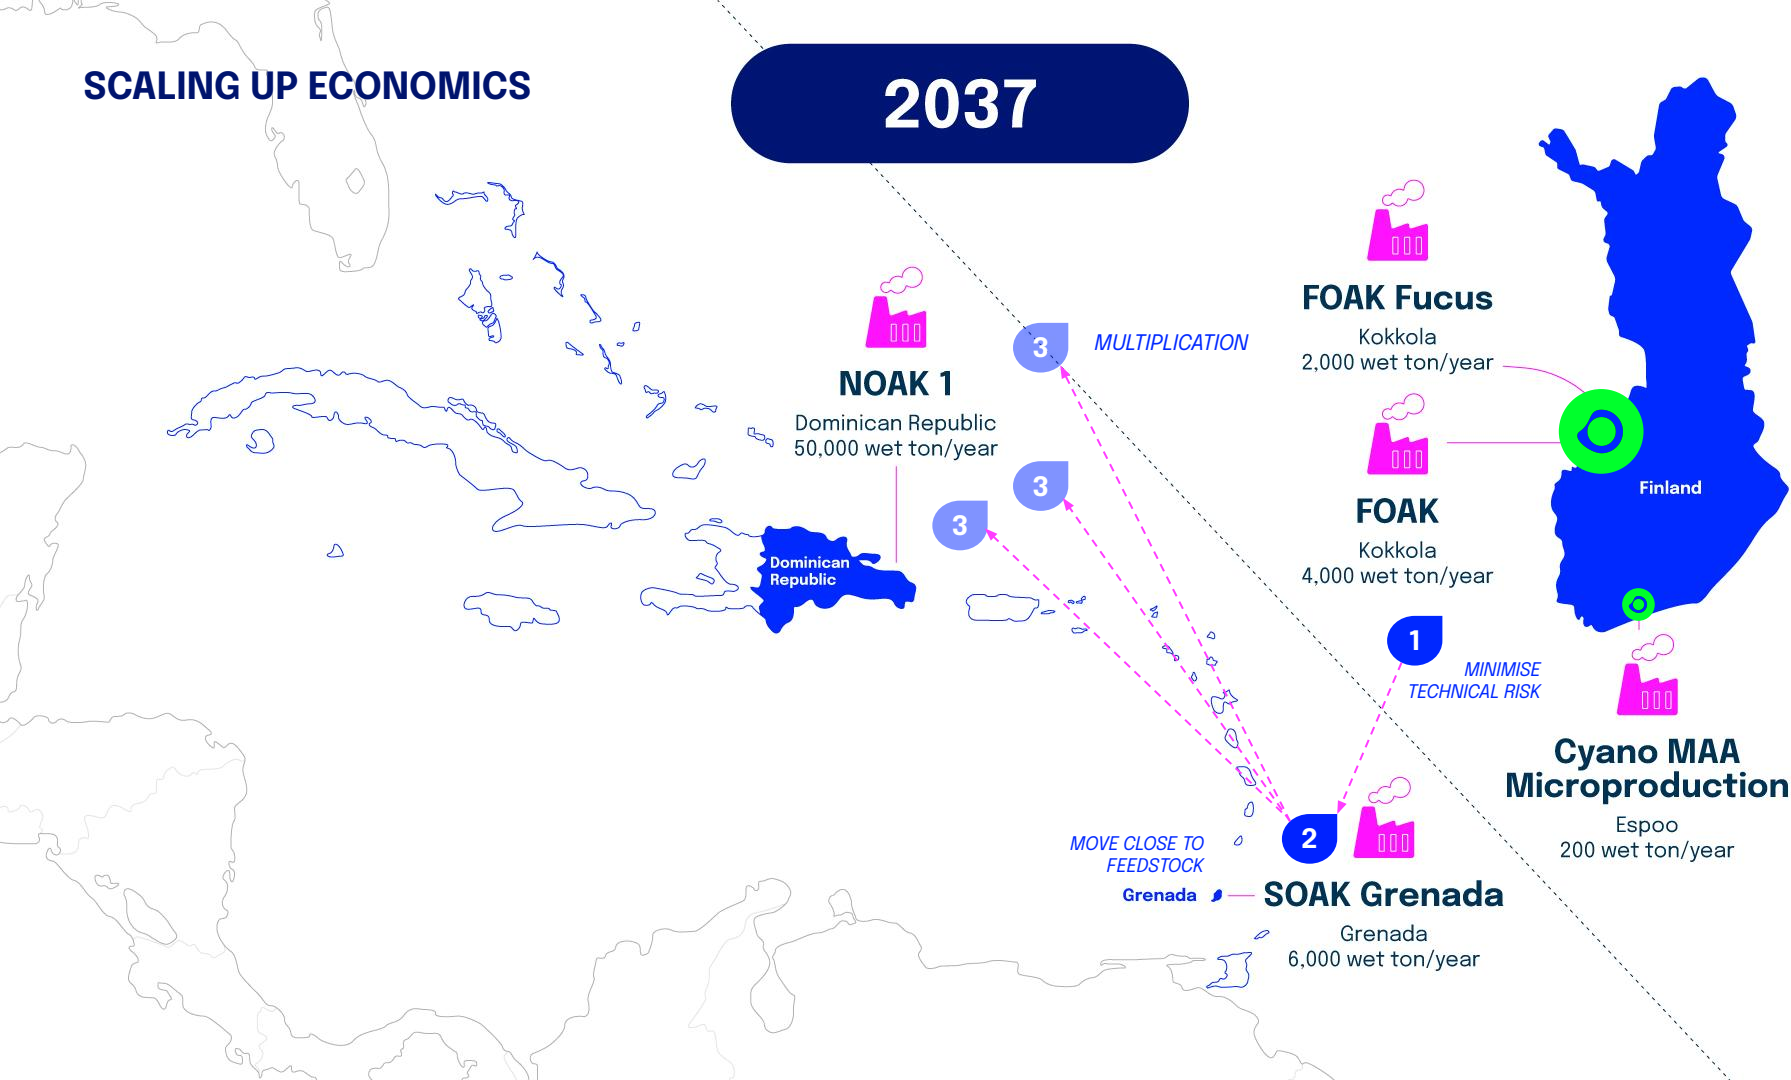 SCALING UP ECONOMICS
2037
NOAK 1
Dominican Republic
50,000 wet ton/year
3
MULTIPLICATION
3
3
Dominican
Republic
FOAK Fucus
Kokkola
2,000 wet ton/year
FOAK
Kokkola
4,000 wet ton/year
Finland
1
MINIMISE
TECHNICAL RISK
Cyano MAA
Microproduction
Espoo
200 wet ton/year
2
MOVE CLOSE TO
FEEDSTOCK
Grenada
SOAK Grenada
Grenada
6,000 wet ton/year